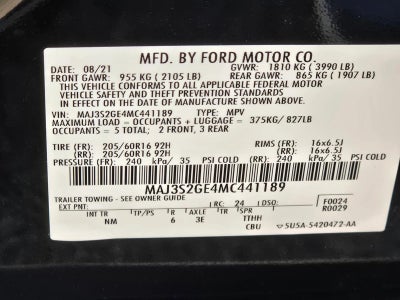 MFD. BY FORD MOTOR CO.
DATE: 08/21 GVWR: 1810 KG ( 3990 LB)
FRONT GAWR: 955 KG ( 2105 LB) REAR GAWR: 865 KG ( 1907 LB)
THIS VEHICLE CONFORMS TO ALL APPLICABLE FEDERAL MOTOR
VEHICLE SAFETY AND BUMPER STANDARDS
IN EFFECT ON THE DATE OF MANUFACTURE SHOWN ABOVE.
VIN: MAJ3S2GE4MC441189 TYPE: MPV
MAXIMUM LOAD = OCCUPANTS + LUGGAGE = 375KG/ 827LB
OCCUPANTS = 5 TOTAL; 2 FRONT, 3 REAR
TIRE (FR): 205/60R16 92H RIMS (FR): 16x6.5J
(RR): 205/60R16 92H (RR): 16x6.5J
PRESSURE (FR) 240 kPa/ 35 PSI COLD (RR) 240 kPa/ 35 PSI COLD
MAJ3S2GE4MC441189
TRAILER TOWING - SEE OWNER GUIDE
EXT PNT: RC: 24 DSO: F0024
R0029
INT TR TP/PS R AXLE TR SPR
NM 6 3E 1THH
CBU 5U5A-5420472-AA